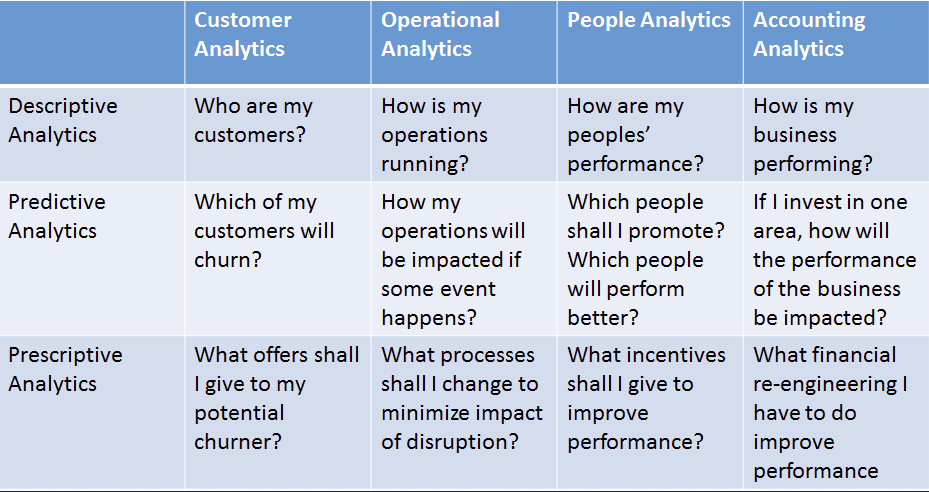 Customer
Analytics
Operational
Analytics
People Analytics
Accounting
Analytics
Descriptive
Analytics
Who are my
customers?
How is my
operations
running?
How are my
peoples’
performance?
How is my
business
performing?
Predictive
Analytics
Which of my
customers will
churn?
How my
operations will
be impacted if
some event
happens?
Which people
shall I promote?
Which people
will perform
better?
If I invest in one
area, how will
the performance
of the business
be impacted?
Prescriptive
Analytics
What offers shall
I give to my
potential
churner?
What processes
shall I change to
minimize impact
of disruption?
What incentives
shall I give to
improve
performance?
What financial
re-engineering I
have to do
improve
performance